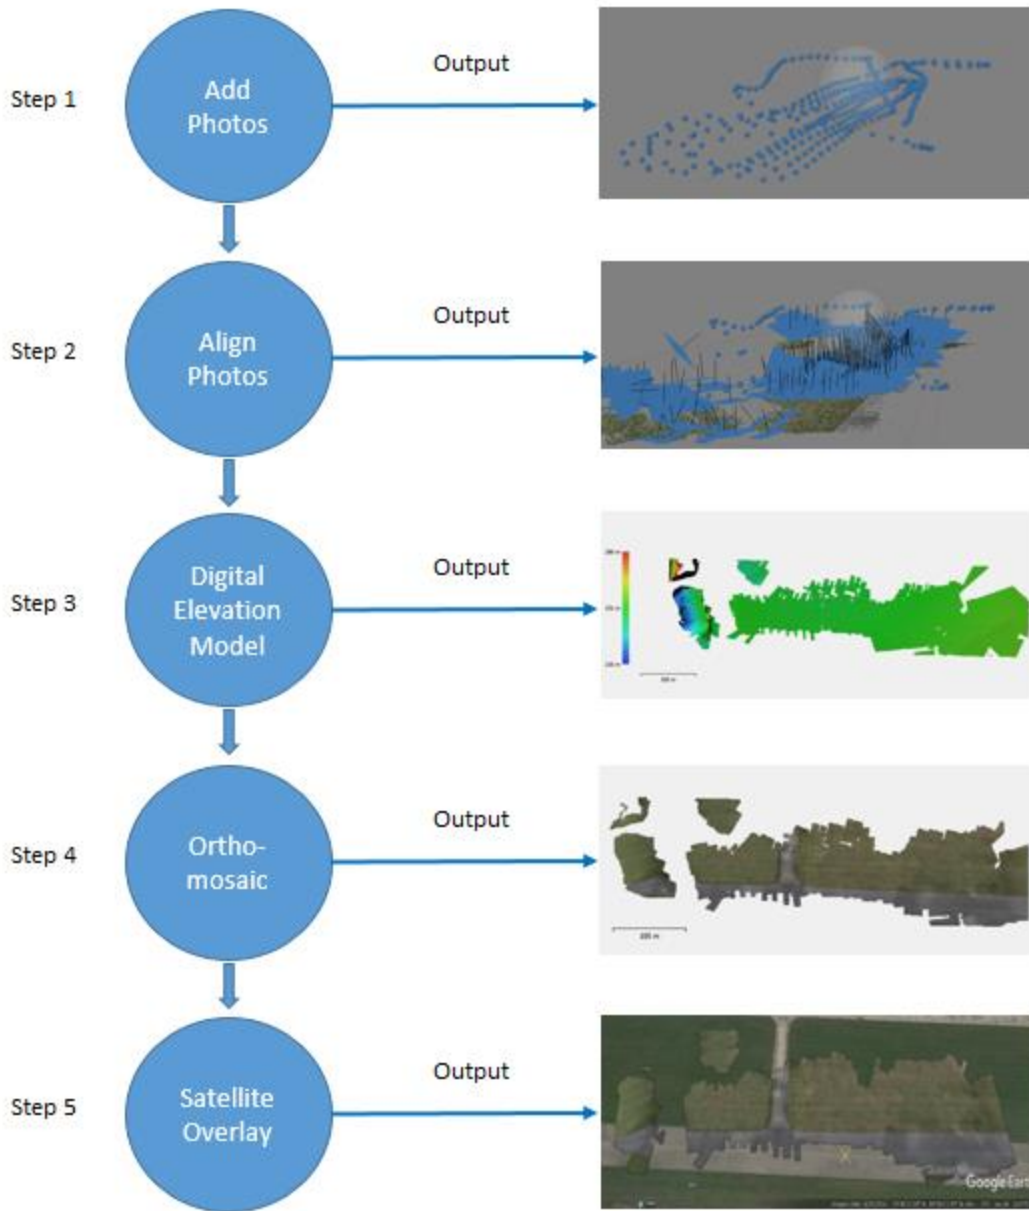 Step 1
Add
Photos
Output
Step 2
Align
Photos
Output
Step 3
Digital
Elevation
Model
Output
Step 4
Ortho-
mosaic
Output
Step 5
Satellite
Overlay
Output
Google Earth